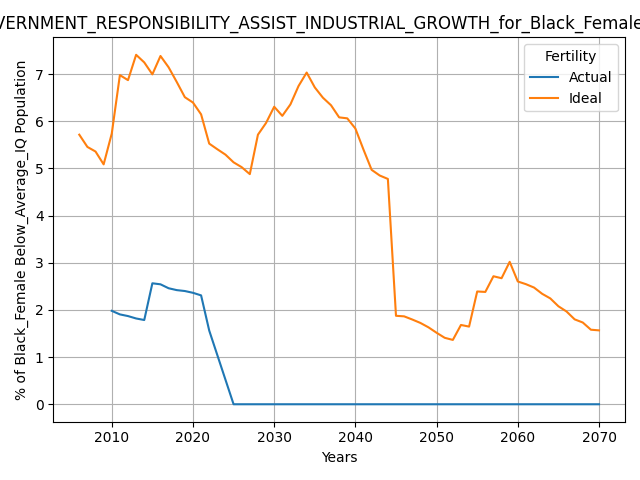 VERNMENT_RESPONSIBILITY_ASSIST_INDUSTRIAL_GROWTH_for_Black_Female
% of Black_Female Below_Average_IQ Population
7
6
5
4
3
2
1
0
Fertility
Actual
Ideal
2010 2020 2030 2040 2050 2060 2070
Years